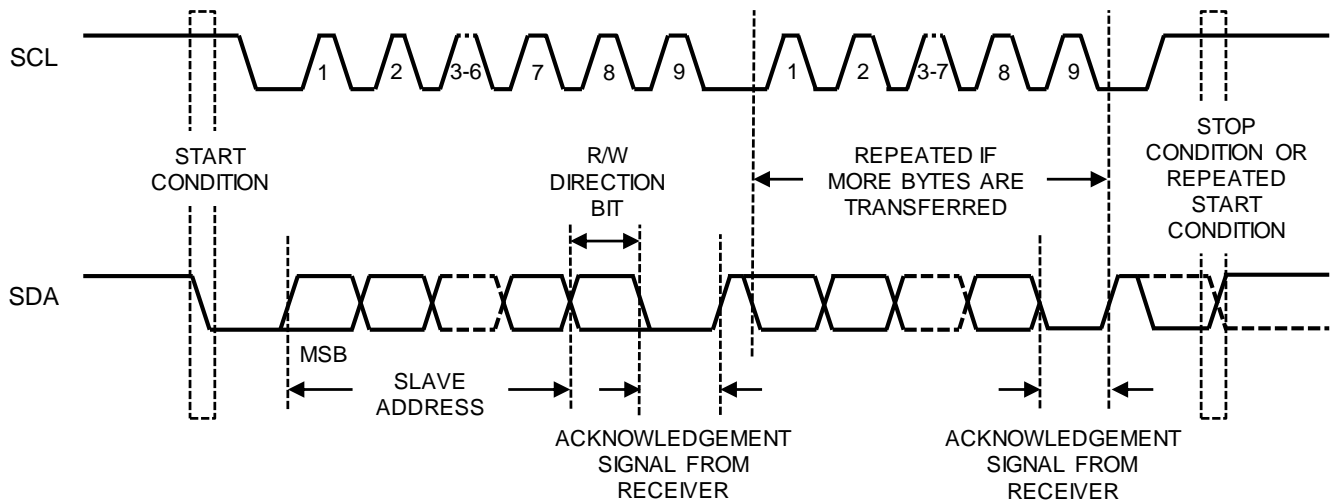 SCL
1 2 3-6 7 8 9 1 2 3-7 8 9
START
CONDITION
R/W
DIRECTION
BIT
REPEATED IF
MORE BYTES ARE
TRANSFERRED
STOP
CONDITION OR
REPEATED
START
CONDITION
SDA
MSB
SLAVE
ADDRESS
ACKNOWLEDGEMENT
SIGNAL FROM
RECEIVER
ACKNOWLEDGEMENT
SIGNAL FROM
RECEIVER